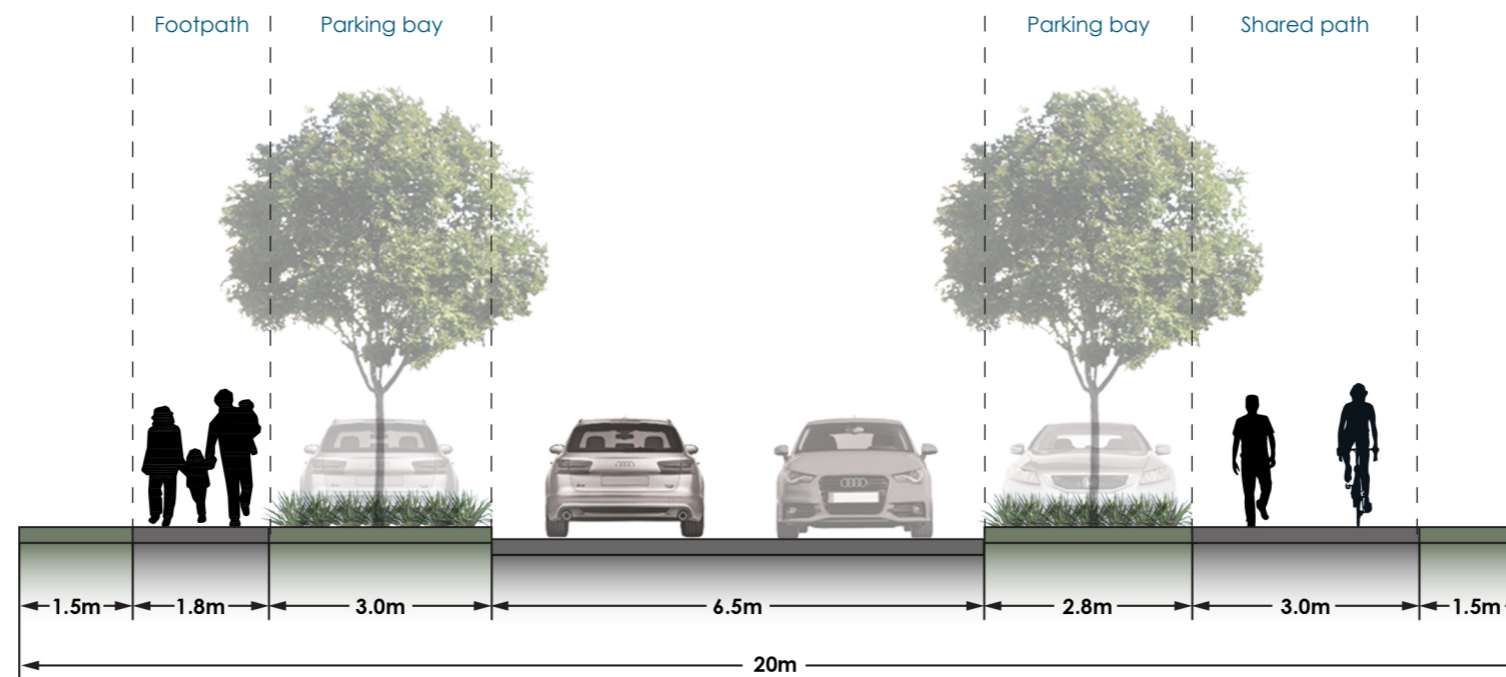 Footpath
Parking bay
Parking bay
Shared path
1.5m
1.8m
3.0m
6.5m
2.8m
3.0m
1.5m
20m